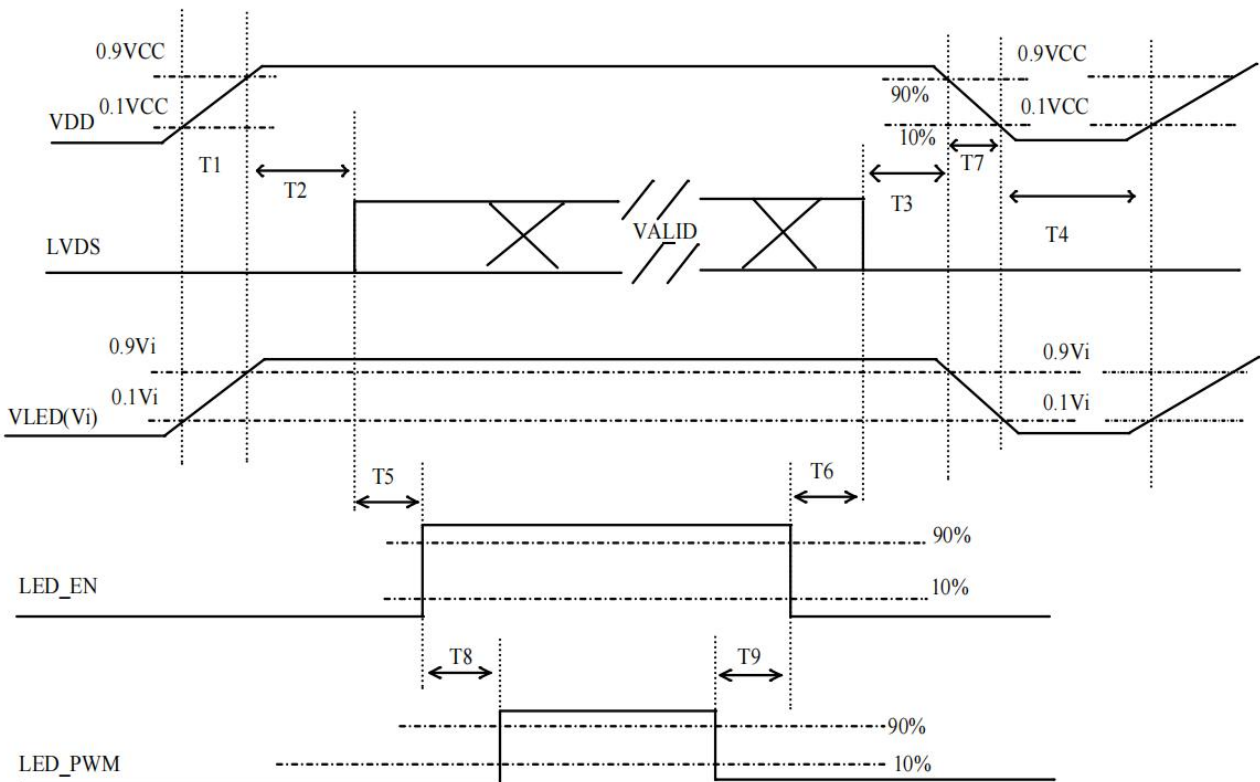 0.9VCC
0.9VCC
90%
0.1VCC
0.1VCC
VDD
10%
T1
T7
T2
T3
T4
VALID
LVDS
0.9Vi
0.9Vi
0.1Vi
0.1Vi
VLED(Vi)
T5
T6
90%
LED_EN
10%
T8
T9
90%
LED_PWM
10%